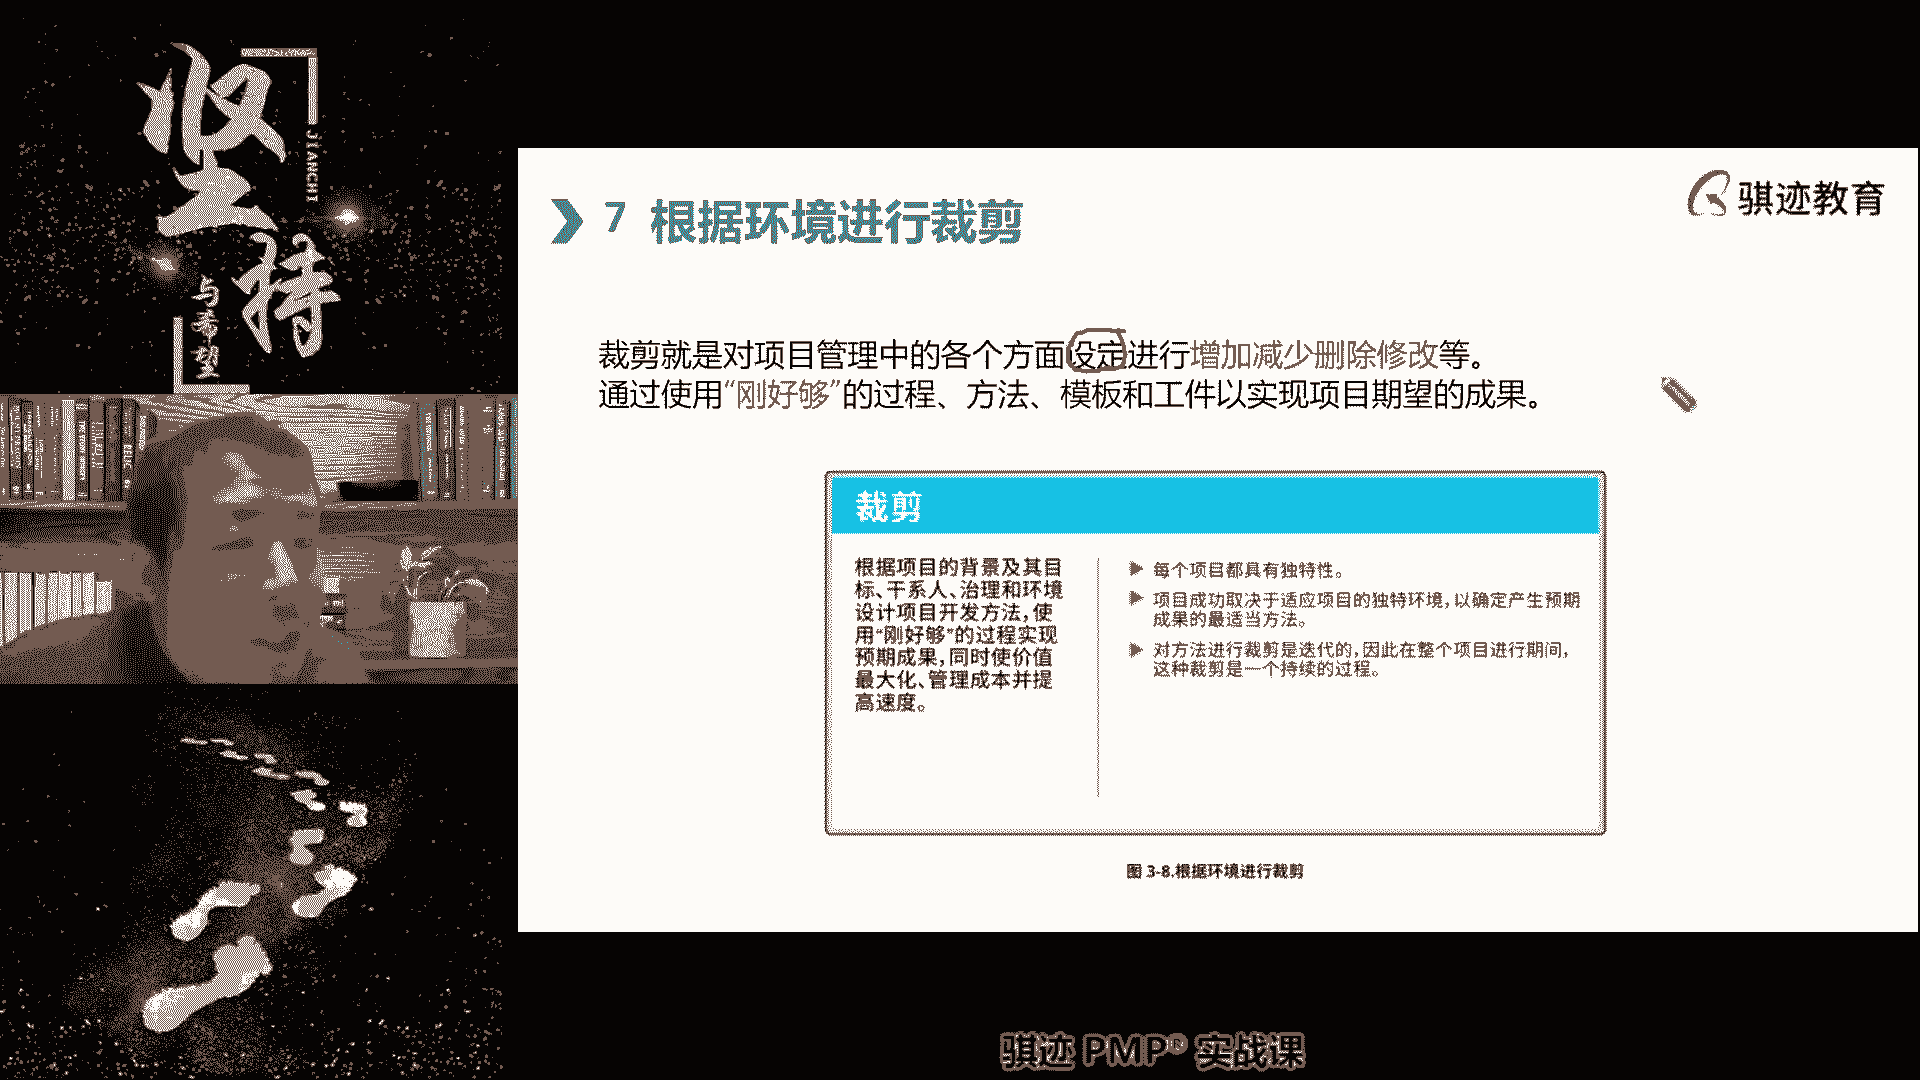 坚持
JIANCHI
与希望
骐迹教育
7 根据环境进行裁剪
裁剪就是对项目管理中的各个方面设定进行增加减少删除修改等。
通过使用“刚好够”的过程、方法、模板和工件以实现项目期望的成果。
裁剪
根据项目的背景及其目
标、干系人、治理和环境
设计项目开发方法,使
用“刚好够”的过程实现
预期成果,同时使价值
最大化、管理成本并提
高速度。
每个项目都具有独特性。
项目成功取决于适应项目的独特环境,以确定产生预期
成果的最适当方法。
对方法进行裁剪是迭代的,因此在整个项目进行期间,
这种裁剪是一个持续的过程。
图 3-8.根据环境进行裁剪
骐迹 PMP® 实战课